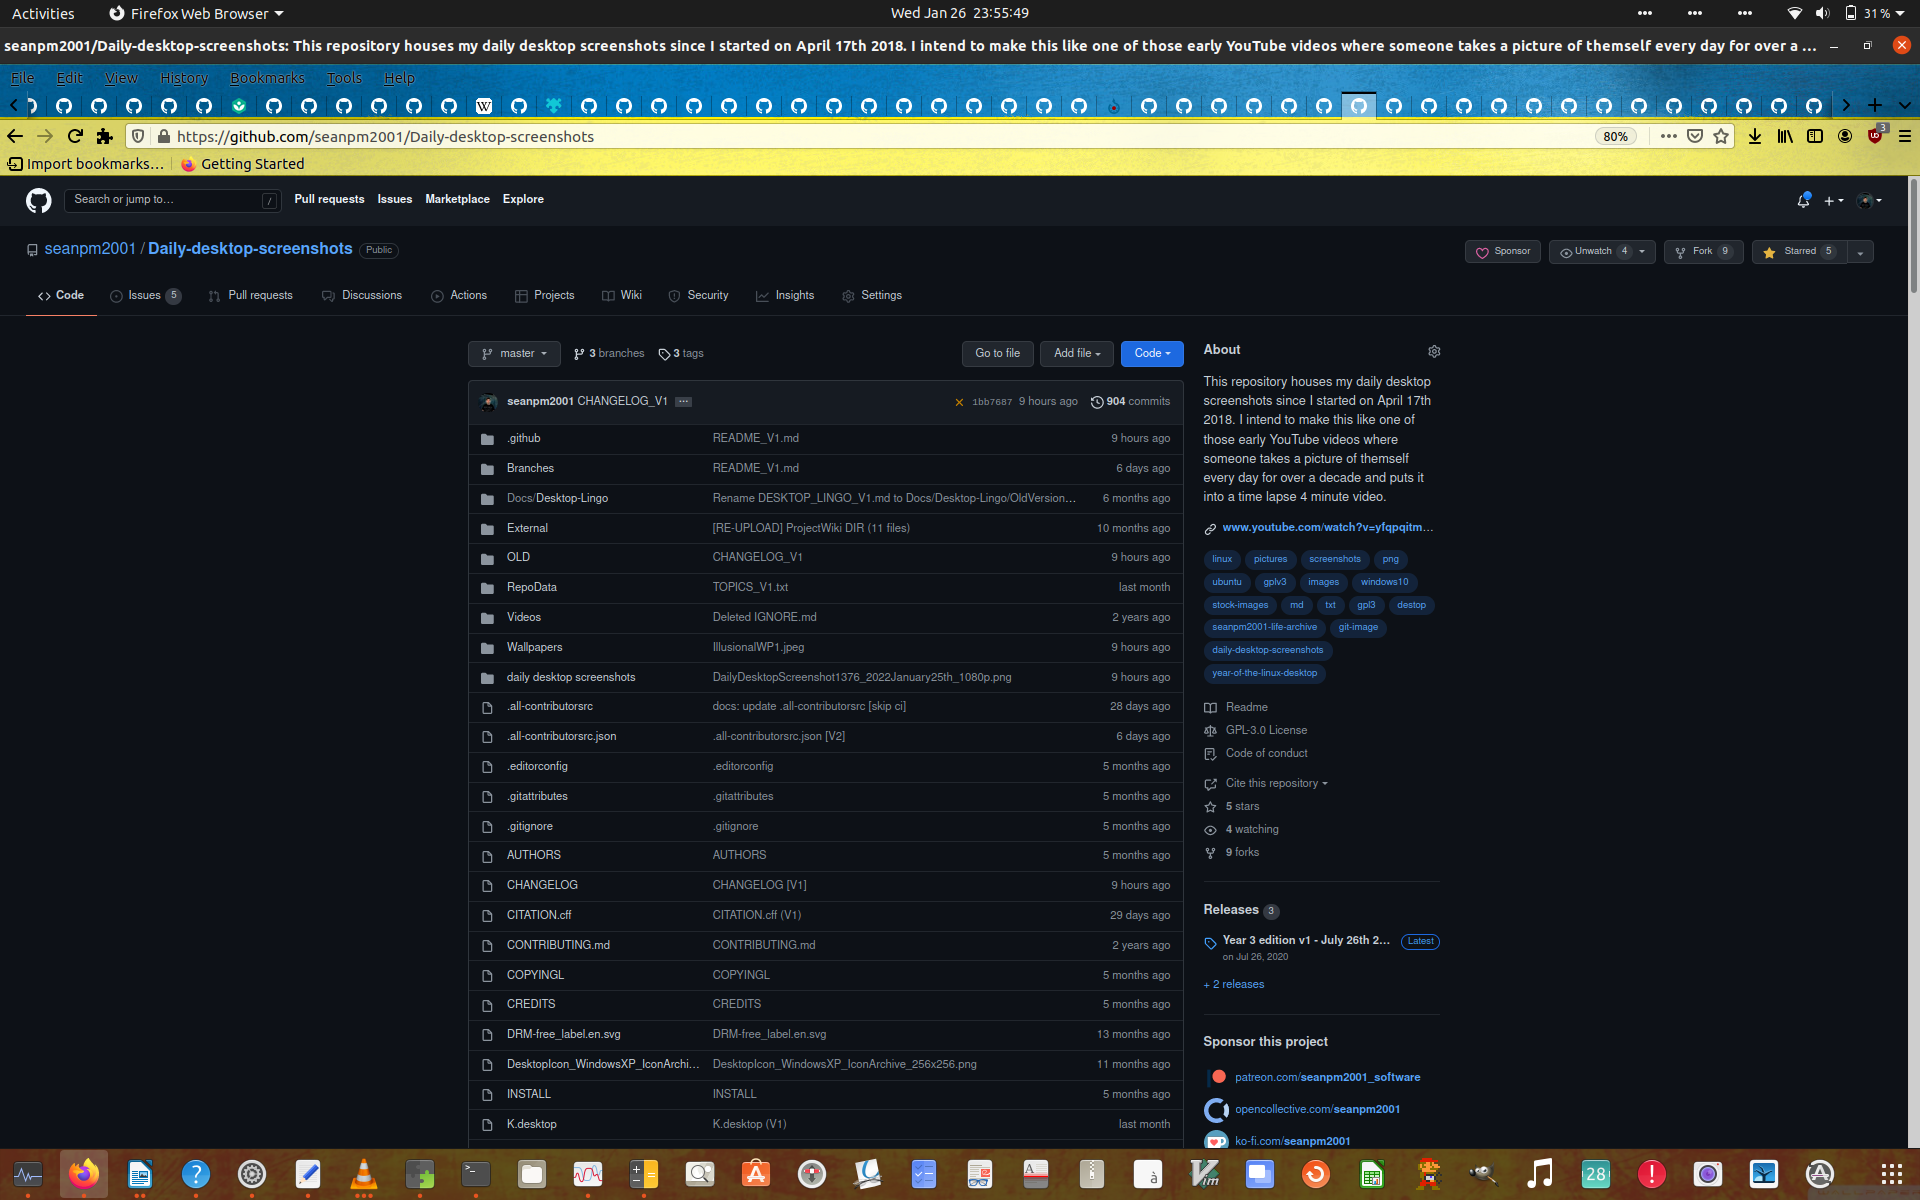 Activities Firefox Web Browser Wed Jan 26 23:55:49 31 %
seanpm2001/Daily-desktop-screenshots: This repository houses my daily desktop screenshots since I started on April 17th 2018. I intend to make this like one of those early YouTube videos where someone takes a picture of themself every day for over a ...
File Edit View History Bookmarks Tools Help
https://github.com/seanpm2001/Daily-desktop-screenshots 80% 3
Import bookmarks... Getting Started
Search or jump to... / Pull requests Issues Marketplace Explore
seanpm2001 / Daily-desktop-screenshots Public Sponsor Unwatch 4 Fork 9 Starred 5
Code Issues 5 Pull requests Discussions Actions Projects Wiki Security Insights Settings
master 3 branches 3 tags Go to file Add file Code
seanpm2001 CHANGELOG_V1 ... 1bb7687 9 hours ago 904 commits
.github README_V1.md 9 hours ago
Branches README_V1.md 6 days ago
Docs/Desktop-Lingo Rename DESKTOP_LINGO_V1.md to Docs/Desktop-Lingo/OldVersion... 6 months ago
External [RE-UPLOAD] ProjectWiki DIR (11 files) 10 months ago
OLD CHANGELOG_V1 9 hours ago
RepoData TOPICS_V1.txt last month
Videos Deleted IGNORE.md 2 years ago
Wallpapers IllusionalWP1.jpeg 9 hours ago
daily desktop screenshots DailyDesktopScreenshot1376_2022January25th_1080p.png 9 hours ago
.all-contributorsrc docs: update .all-contributorsrc [skip ci] 28 days ago
.all-contributorsrc.json .all-contributorsrc.json [V2] 6 days ago
.editorconfig .editorconfig 5 months ago
.gitattributes .gitattributes 5 months ago
.gitignore .gitignore 5 months ago
AUTHORS AUTHORS 5 months ago
CHANGELOG CHANGELOG [V1] 9 hours ago
CITATION.cff CITATION.cff (V1) 29 days ago
CONTRIBUTING.md CONTRIBUTING.md 2 years ago
COPYINGL COPYINGL 5 months ago
CREDITS CREDITS 5 months ago
DRM-free_label.en.svg DRM-free_label.en.svg 13 months ago
DesktopIcon_WindowsXP_IconArchi... DesktopIcon_WindowsXP_IconArchive_256x256.png 11 months ago
INSTALL INSTALL 5 months ago
K.desktop K.desktop (V1) last month
About
This repository houses my daily desktop
screenshots since I started on April 17th
2018. I intend to make this like one of
those early YouTube videos where
someone takes a picture of themself
every day for over a decade and puts it
into a time lapse 4 minute video.
www.youtube.com/watch?v=yfqpqitm...
linux pictures screenshots png
ubuntu gplv3 images windows10
stock-images md txt gpl3 destop
seanpm2001-life-archive git-image
daily-desktop-screenshots
year-of-the-linux-desktop
Readme
GPL-3.0 License
Code of conduct
Cite this repository
5 stars
4 watching
9 forks
Releases 3
Year 3 edition v1 - July 26th 2... Latest
on Jul 26, 2020
+ 2 releases
Sponsor this project
patreon.com/seanpm2001_software
opencollective.com/seanpm2001
ko-fi.com/seanpm2001
28